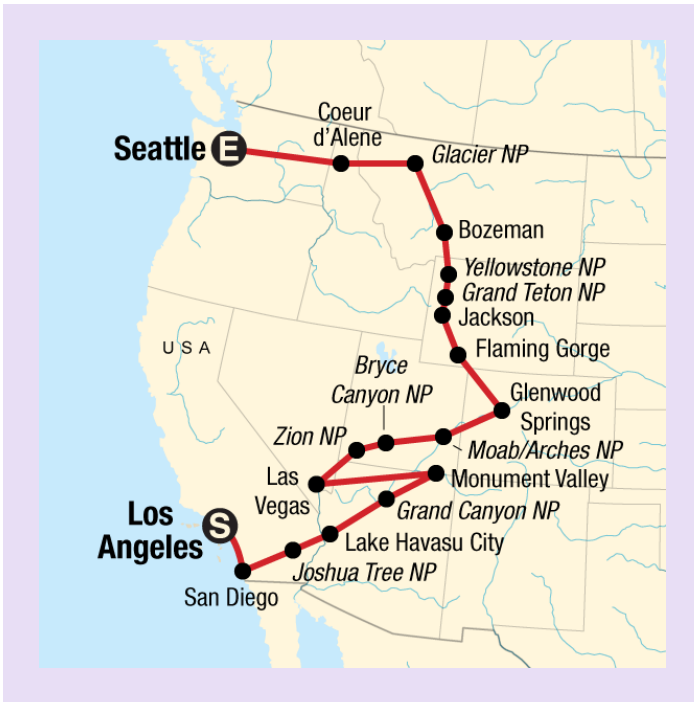 Coeur
d'Alene
Seattle E
Glacier NP
Bozeman
Yellowstone NP
Grand Teton NP
Jackson
USA
Flaming Gorge
Bryce
Canyon NP
Glenwood
Springs
Zion NP
Moab/Arches NP
Las
Vegas
Monument Valley
Grand Canyon NP
Los
Angeles
S
Lake Havasu City
Joshua Tree NP
San Diego